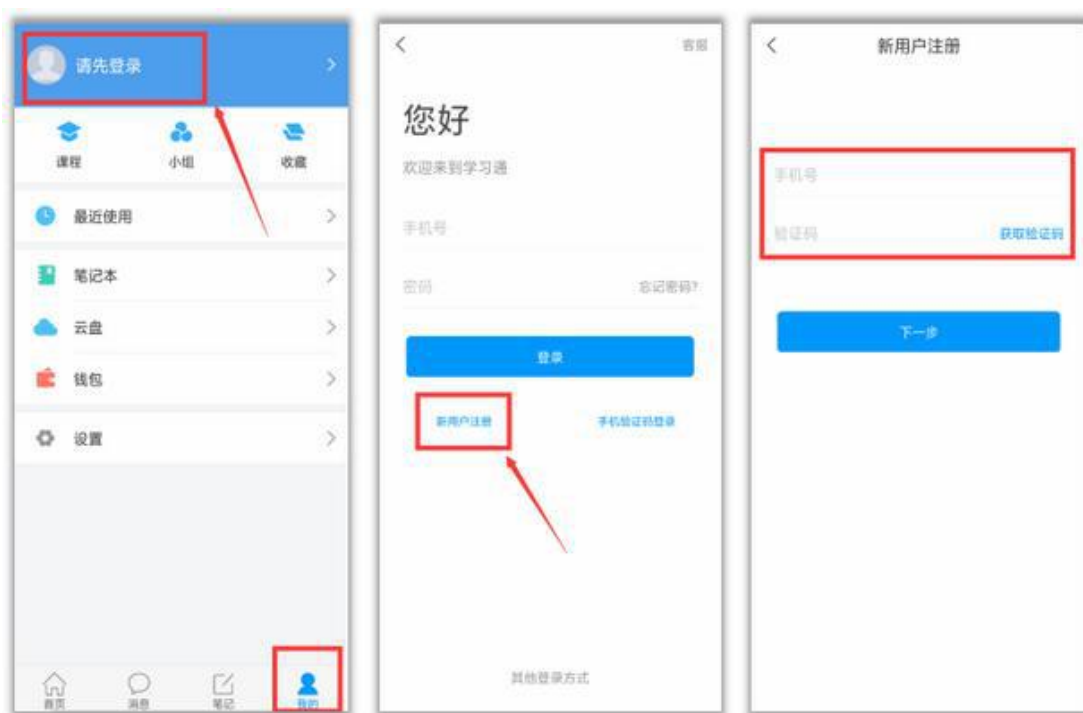 请先登录
课程
小组
收藏
最近使用
笔记本
云盘
钱包
设置
首页
消息
笔记
我的
客服
您好
欢迎来到学习通
手机号
密码
忘记密码?
登录
新用户注册
手机验证码登录
其他登录方式
新用户注册
手机号
验证码
获取验证码
下一步